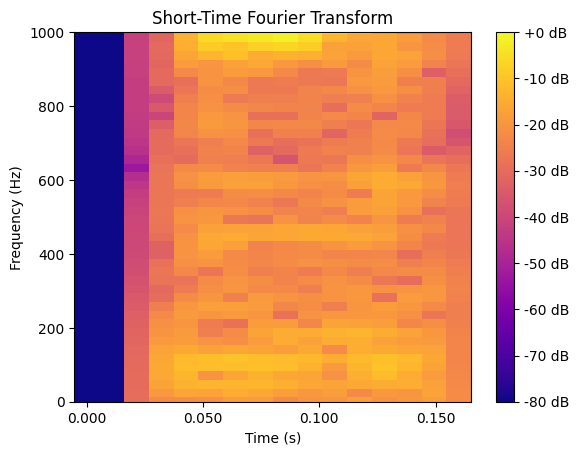 Short-Time Fourier Transform
1000
800
600
400
200
0
Frequency (Hz)
0.000
0.050
0.100
0.150
Time (s)
+0 dB
-10 dB
-20 dB
-30 dB
-40 dB
-50 dB
-60 dB
-70 dB
-80 dB